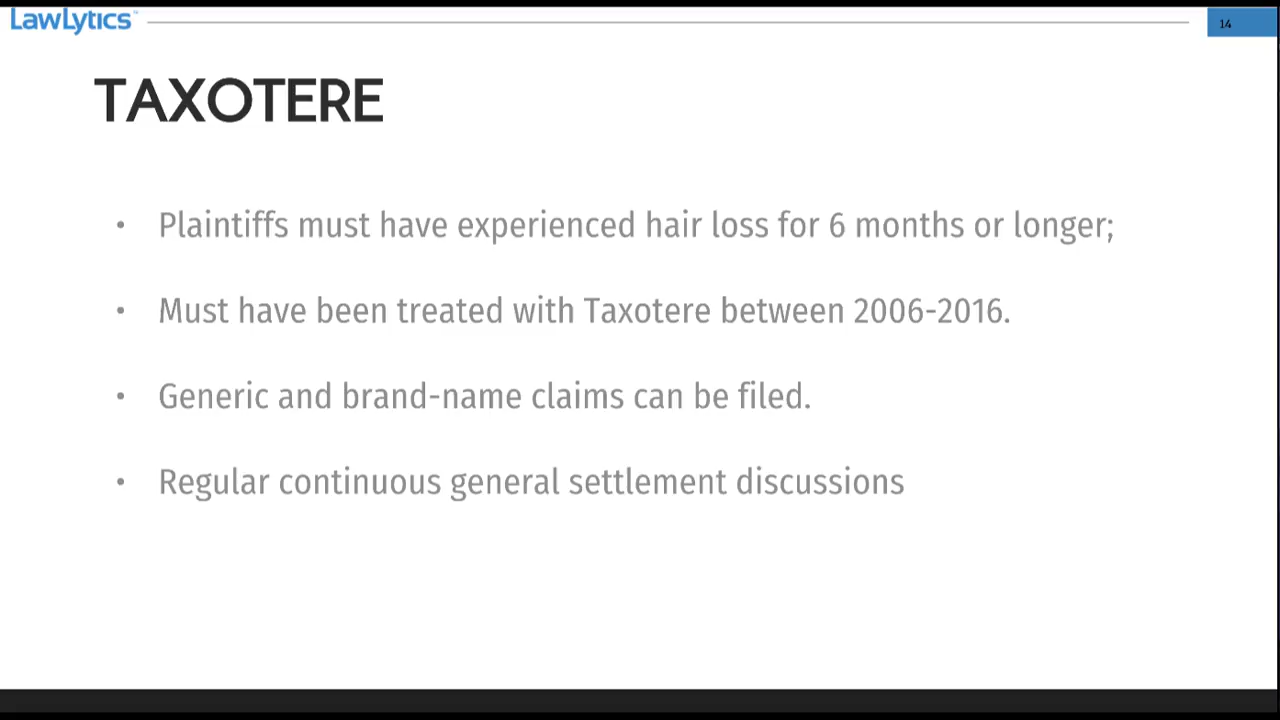 LawLytics™
14
TAXOTERE
• Plaintiffs must have experienced hair loss for 6 months or longer;
• Must have been treated with Taxotere between 2006-2016.
• Generic and brand-name claims can be filed.
• Regular continuous general settlement discussions